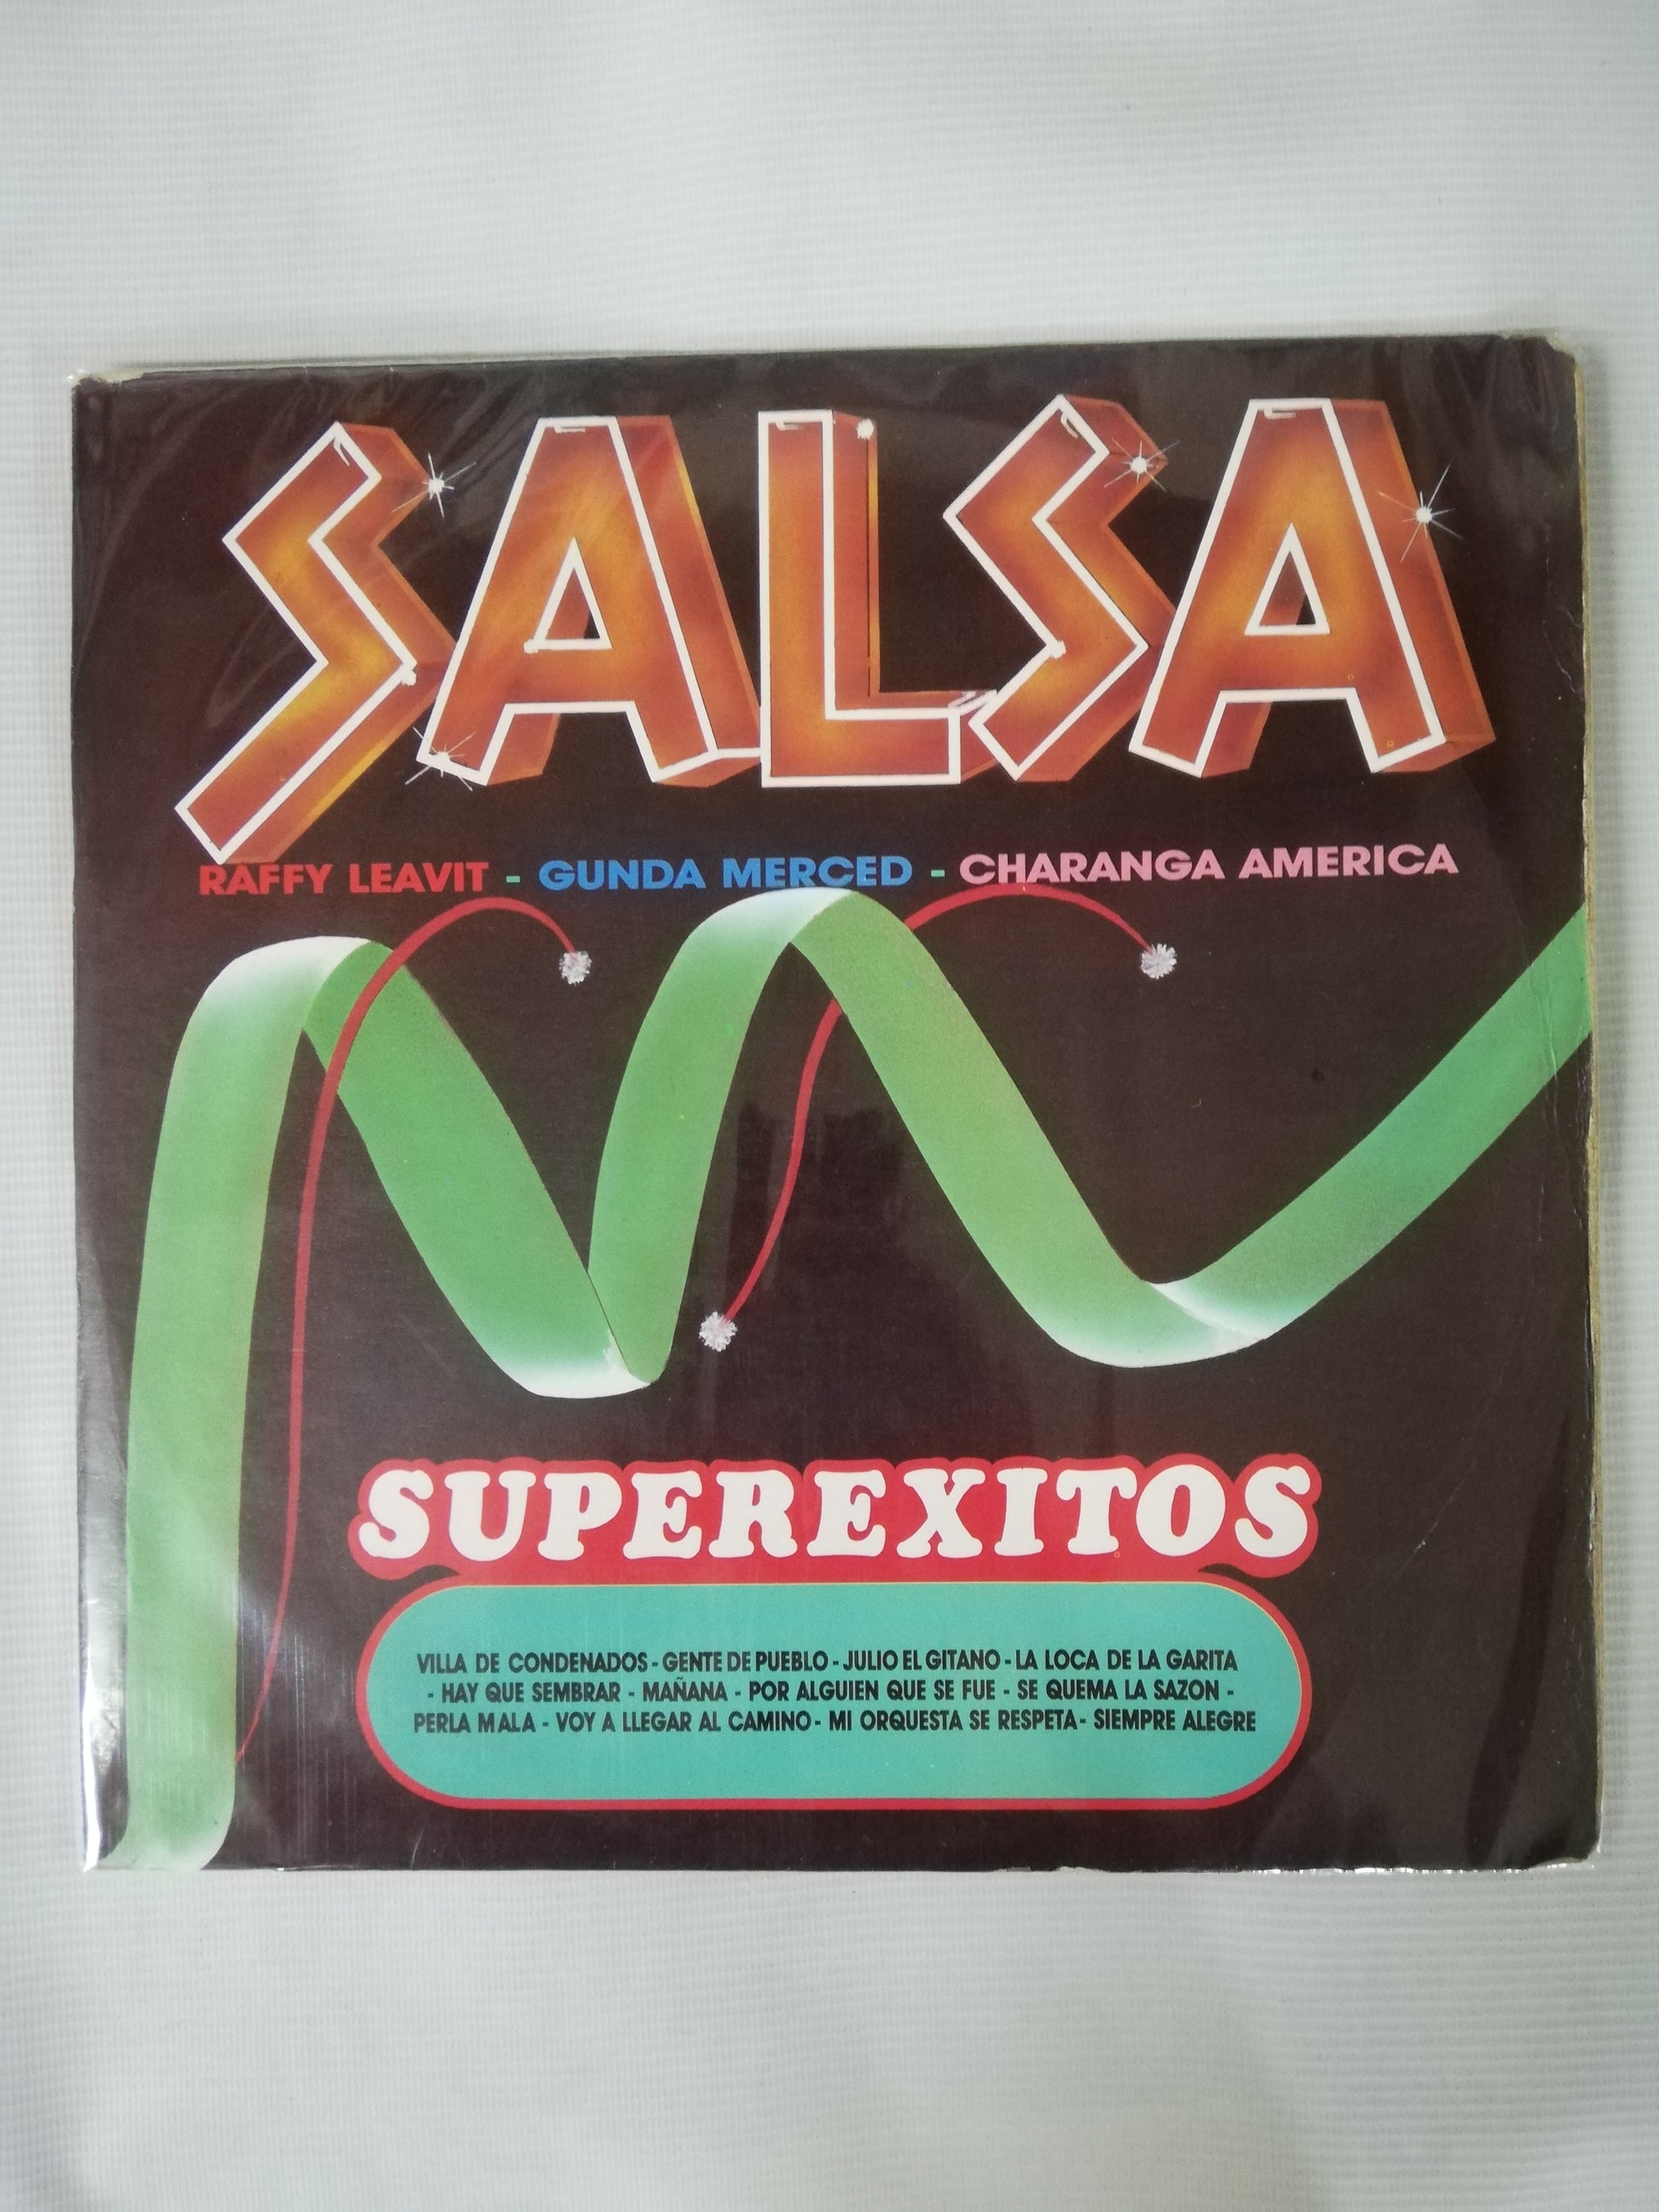 SALSA
RAFFY LEAVIT - GUNDA MERCED - CHARANGA AMERICA
SUPEREXITOS
VILLA DE CONDENADOS - GENTE DE PUEBLO - JULIO EL GITANO - LA LOCA DE LA GARITA
- HAY QUE SEMBRAR - MAÑANA - POR ALGUIEN QUE SE FUE - SE QUEMA LA SAZON -
PERLA MALA - VOY A LLEGAR AL CAMINO - MI ORQUESTA SE RESPETA - SIEMPRE ALEGRE